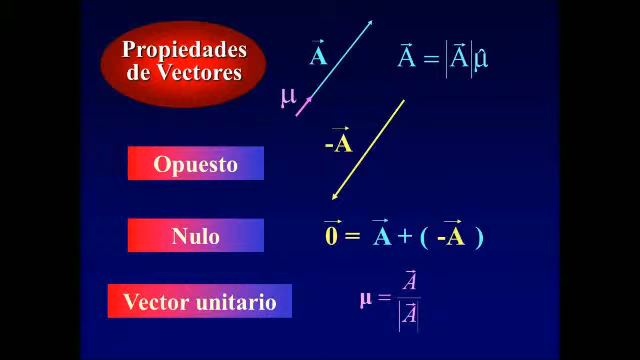 Propiedades
de Vectores
A⃗
μ
A⃗ = |A⃗|μ̂
-A⃗
Opuesto
Nulo
0⃗ = A⃗ + ( -A⃗ )
Vector unitario
μ = A⃗ / |A⃗|